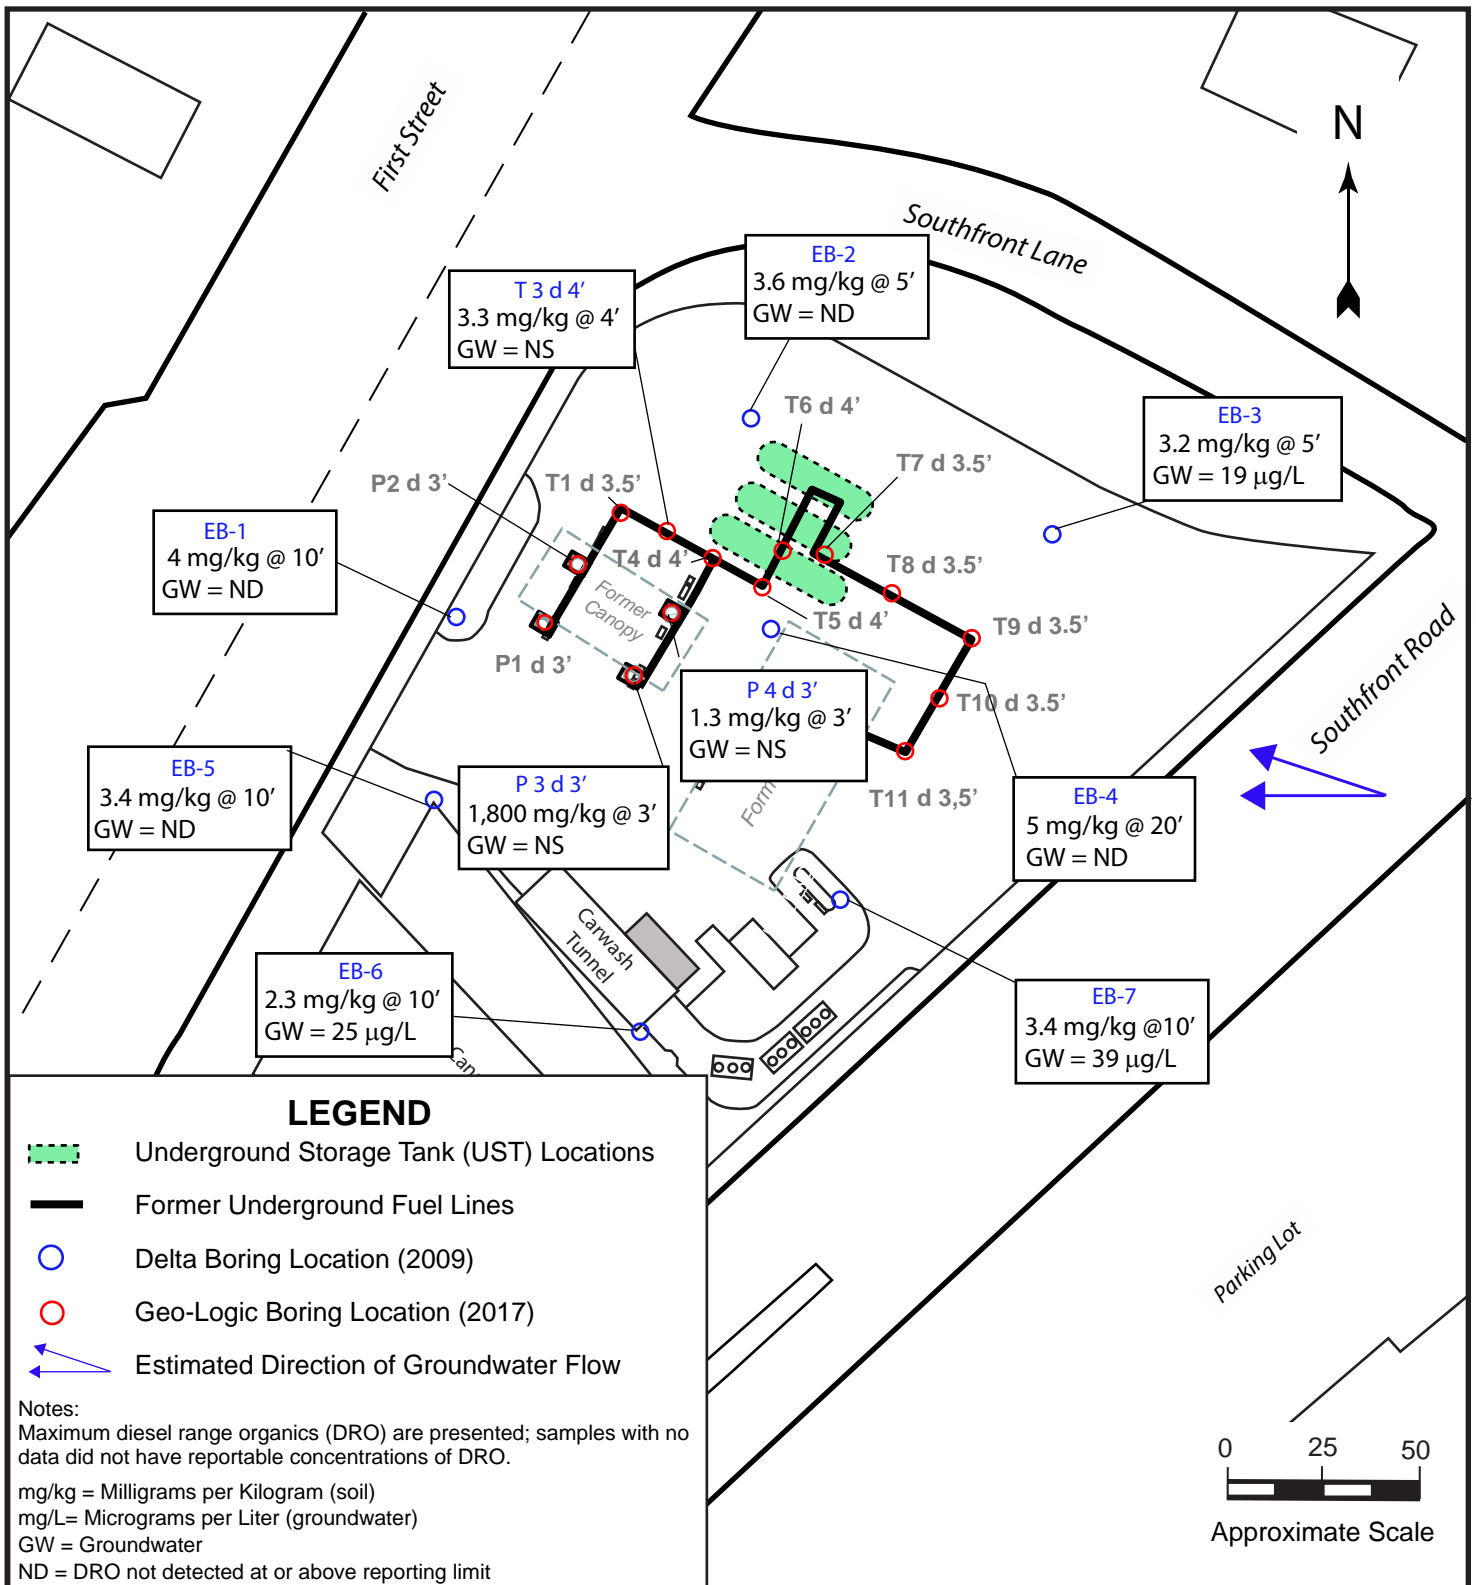 First Street
N
Southfront Lane
EB-2
3.6 mg/kg @ 5’
GW = ND
T 3 d 4’
3.3 mg/kg @ 4’
GW = NS
EB-3
3.2 mg/kg @ 5’
GW = 19 μg/L
T6 d 4’
T7 d 3.5’
P2 d 3’
T1 d 3.5’
EB-1
4 mg/kg @ 10’
GW = ND
T4 d 4’
T8 d 3.5’
Former
Canopy
T5 d 4’
T9 d 3.5’
P1 d 3’
Southfront Road
P 4 d 3’
1.3 mg/kg @ 3’
GW = NS
T10 d 3.5’
EB-5
3.4 mg/kg @ 10’
GW = ND
P 3 d 3’
1,800 mg/kg @ 3’
GW = NS
Form
T11 d 3,5’
EB-4
5 mg/kg @ 20’
GW = ND
Carwash
Tunnel
EB-6
2.3 mg/kg @ 10’
GW = 25 μg/L
EB-7
3.4 mg/kg @10’
GW = 39 μg/L
LEGEND
Underground Storage Tank (UST) Locations
Former Underground Fuel Lines
Delta Boring Location (2009)
Geo-Logic Boring Location (2017)
Estimated Direction of Groundwater Flow
Parking Lot
Notes:
Maximum diesel range organics (DRO) are presented; samples with no
data did not have reportable concentrations of DRO.
mg/kg = Milligrams per Kilogram (soil)
mg/L= Micrograms per Liter (groundwater)
GW = Groundwater
ND = DRO not detected at or above reporting limit
0 25 50
Approximate Scale